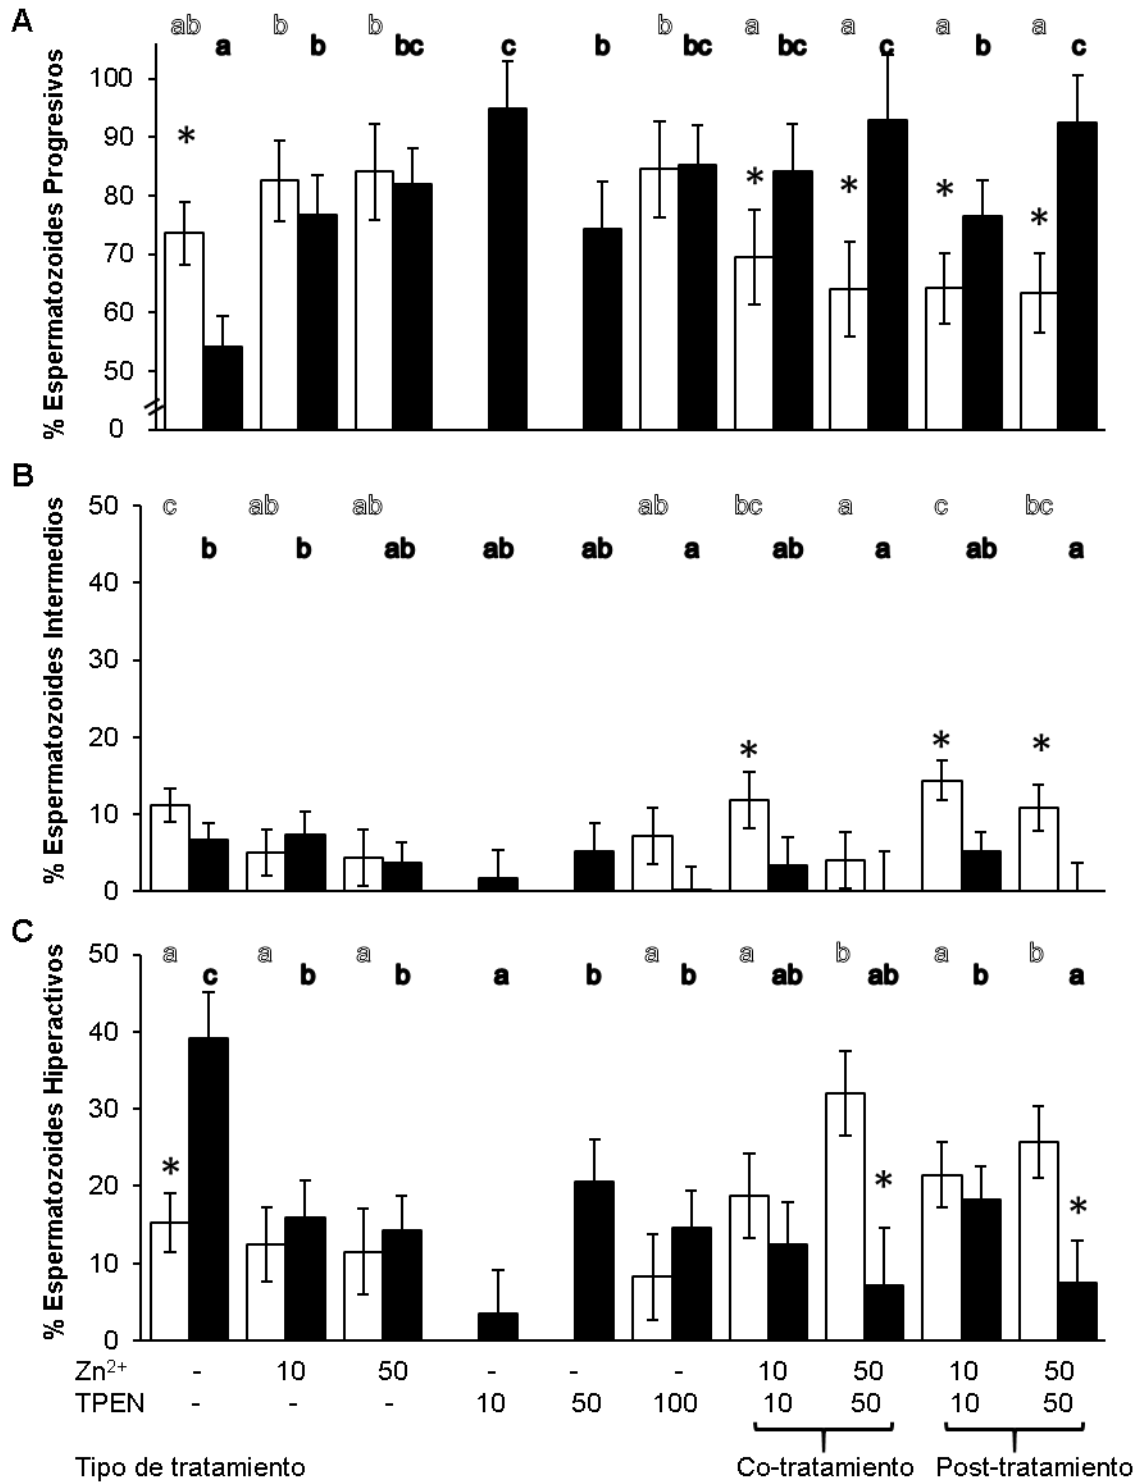 A
ab b b b a a a a
a b bc c b bc bc c b c
% Espermatozoides Progresivos
100
90
80
70
60
50
0
* * * * *
B
c ab ab ab bc a c bc
b b ab ab ab a ab a ab a
% Espermatozoides Intermedios
50
40
30
20
10
0
* * *
C
a a a a a b a b
c b b a b b ab ab b a
% Espermatozoides Hiperactivos
50
40
30
20
10
0
* * *
Zn2+ - 10 50 - - - 10 50 10 50
TPEN - - - 10 50 100 10 50 10 50
Tipo de tratamiento Co-tratamiento Post-tratamiento